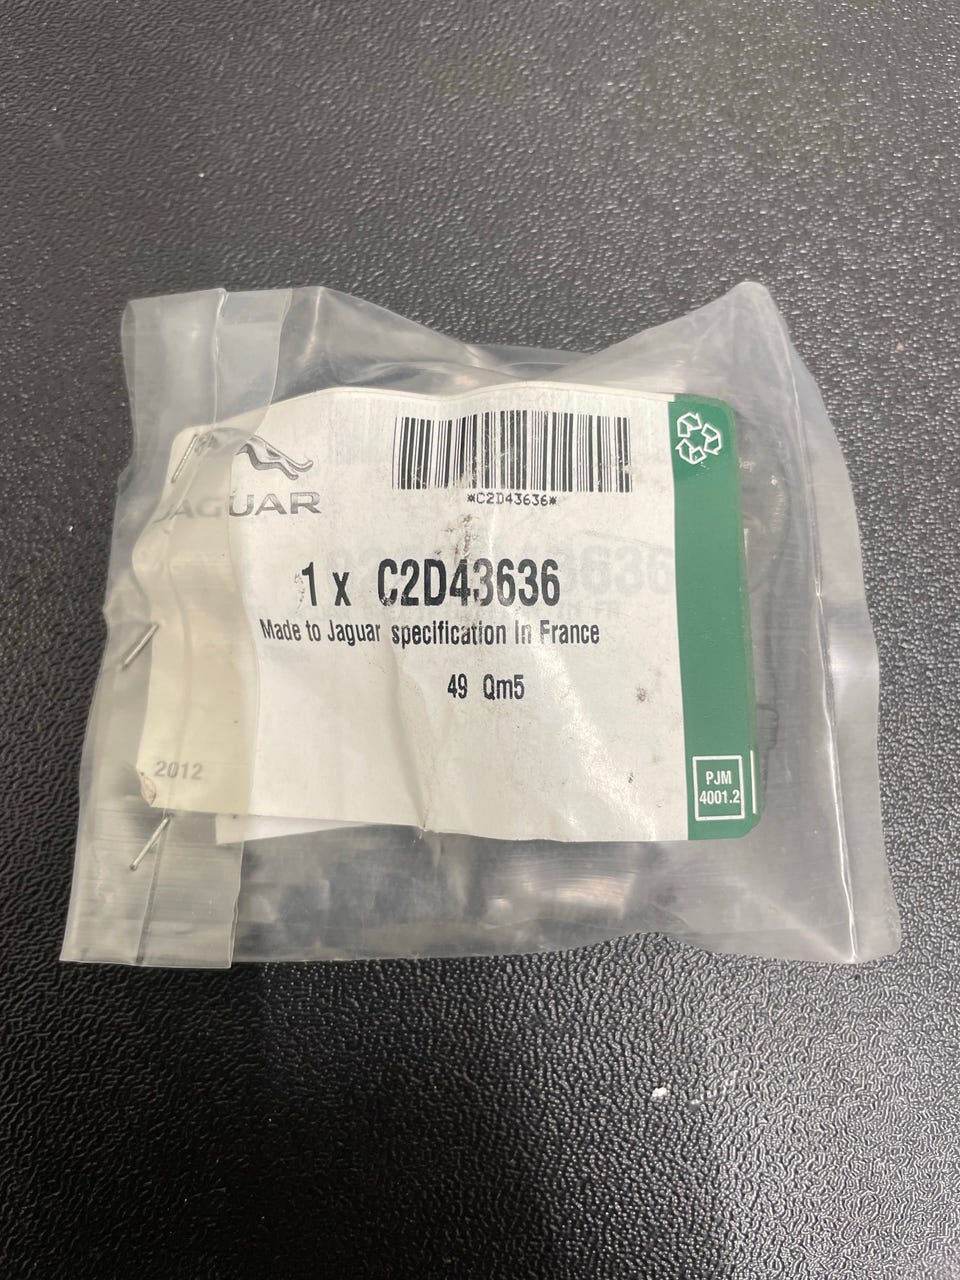 JAGUAR
*C2D43636*
1 x C2D43636
Made to Jaguar specification In France
49 Qm5
2012
PJM
4001.2